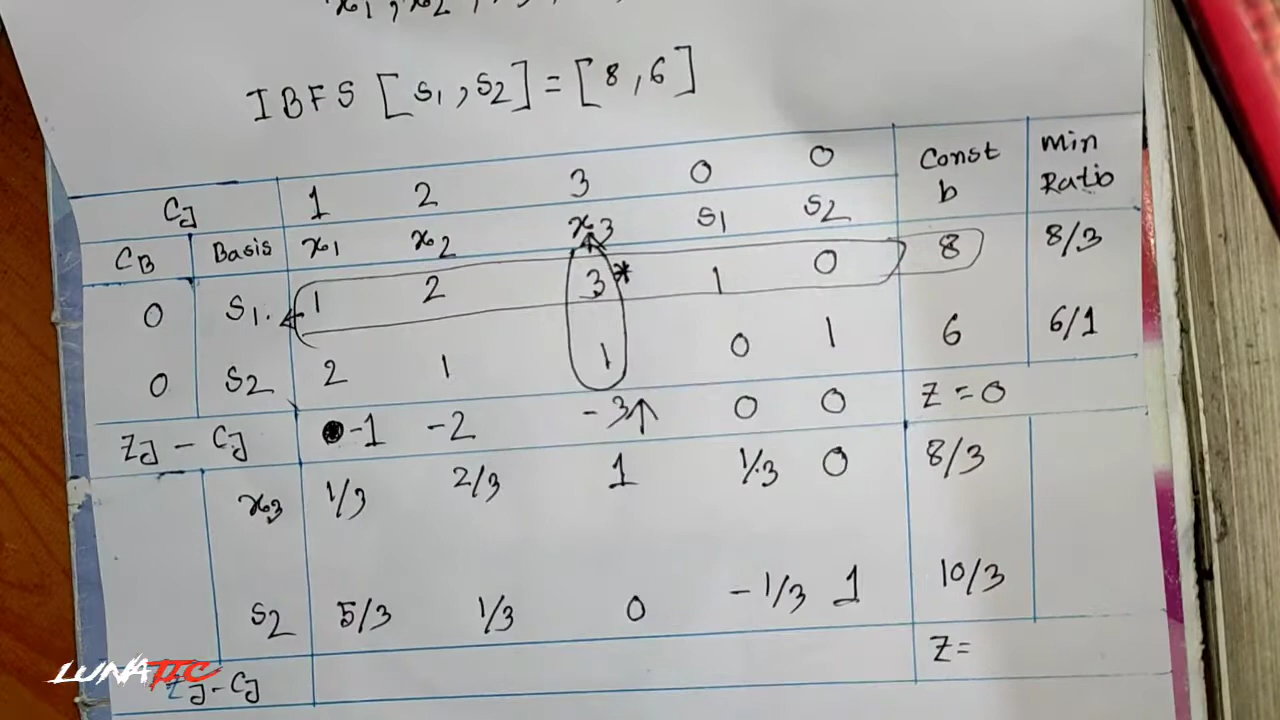 x1, x2,
IBFS [S1, S2] = [8, 6]
CJ 1 2 3 0 0 Const b Min Ratio
CB Basis x1 x2 x3 S1 S2
0 S1. 1 2 3* 1 0 8 8/3
0 S2 2 1 1 0 1 6 6/1
ZJ - CJ -1 -2 -3↑ 0 0 Z = 0
x3 1/3 2/3 1 1/3 0 8/3
S2 5/3 1/3 0 -1/3 1 10/3
ZJ - CJ Z =
LUNATIC